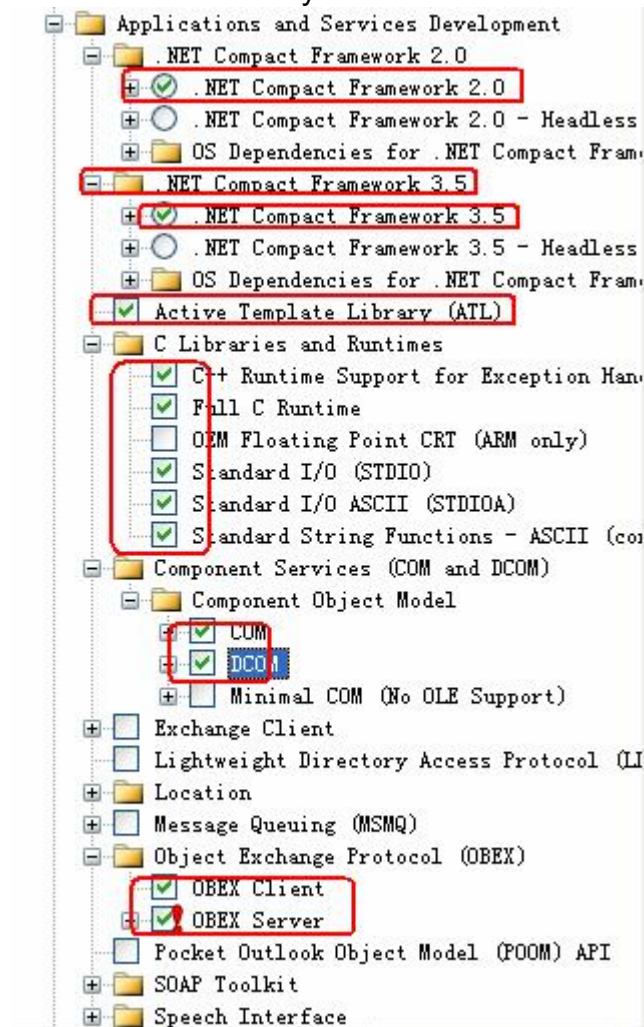 Applications and Services Development
.NET Compact Framework 2.0
.NET Compact Framework 2.0
.NET Compact Framework 2.0 - Headless
OS Dependencies for .NET Compact Fram
.NET Compact Framework 3.5
.NET Compact Framework 3.5
.NET Compact Framework 3.5 - Headless
OS Dependencies for .NET Compact Fram
Active Template Library (ATL)
C Libraries and Runtimes
C++ Runtime Support for Exception Han
Full C Runtime
OEM Floating Point CRT (ARM only)
Standard I/O (STDIO)
Standard I/O ASCII (STDIOA)
Standard String Functions - ASCII (co
Component Services (COM and DCOM)
Component Object Model
COM
DCOM
Minimal COM (No OLE Support)
Exchange Client
Lightweight Directory Access Protocol (LI
Location
Message Queuing (MSMQ)
Object Exchange Protocol (OBEX)
OBEX Client
OBEX Server
Pocket Outlook Object Model (POOM) API
SOAP Toolkit
Speech Interface